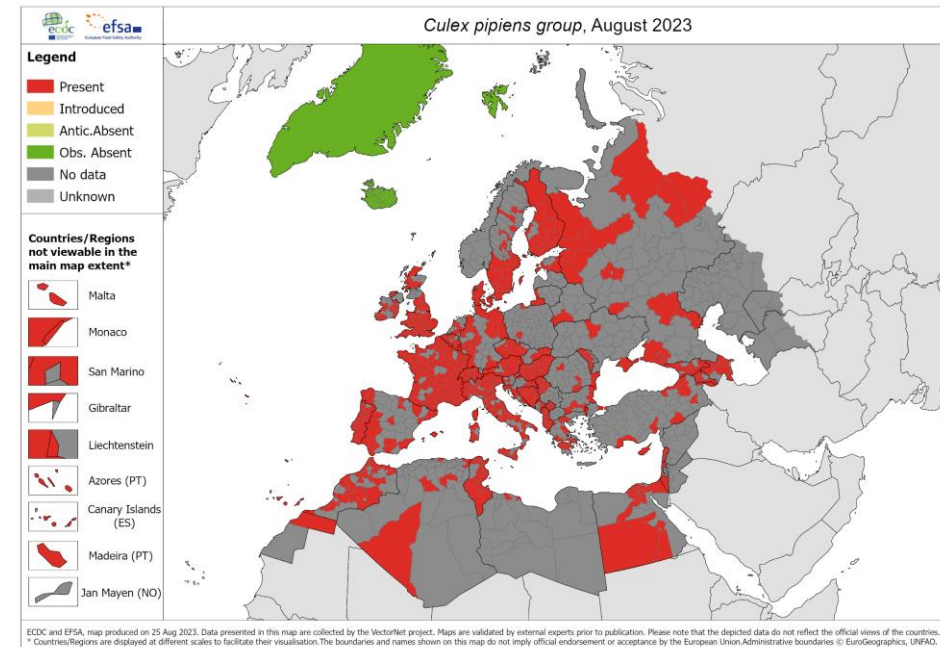 ecdc
efsa
European Food Safety Authority
Culex pipiens group, August 2023
Legend
Present
Introduced
Antic.Absent
Obs. Absent
No data
Unknown
Countries/Regions
not viewable in the
main map extent*
Malta
Monaco
San Marino
Gibraltar
Liechtenstein
Azores (PT)
Canary Islands
(ES)
Madeira (PT)
Jan Mayen (NO)
ECDC and EFSA, map produced on 25 Aug 2023. Data presented in this map are collected by the VectorNet project. Maps are validated by external experts prior to publication. Please note that the depicted data do not reflect the official views of the countries.
* Countries/Regions are displayed at different scales to facilitate their visualisation.The boundaries and names shown on this map do not imply official endorsement or acceptance by the European Union.Administrative boundaries © EuroGeographics, UNFAO.